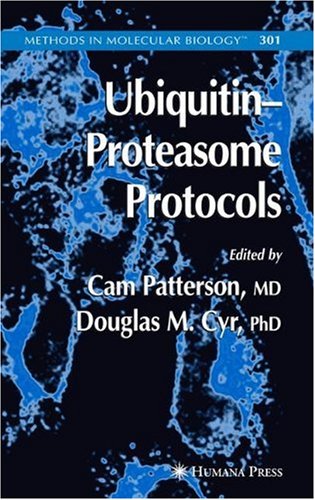 METHODS IN MOLECULAR BIOLOGY™ 301
Ubiquitin–
Proteasome
Protocols
Edited by
Cam Patterson, MD
Douglas M. Cyr, PhD
HUMANA PRESS